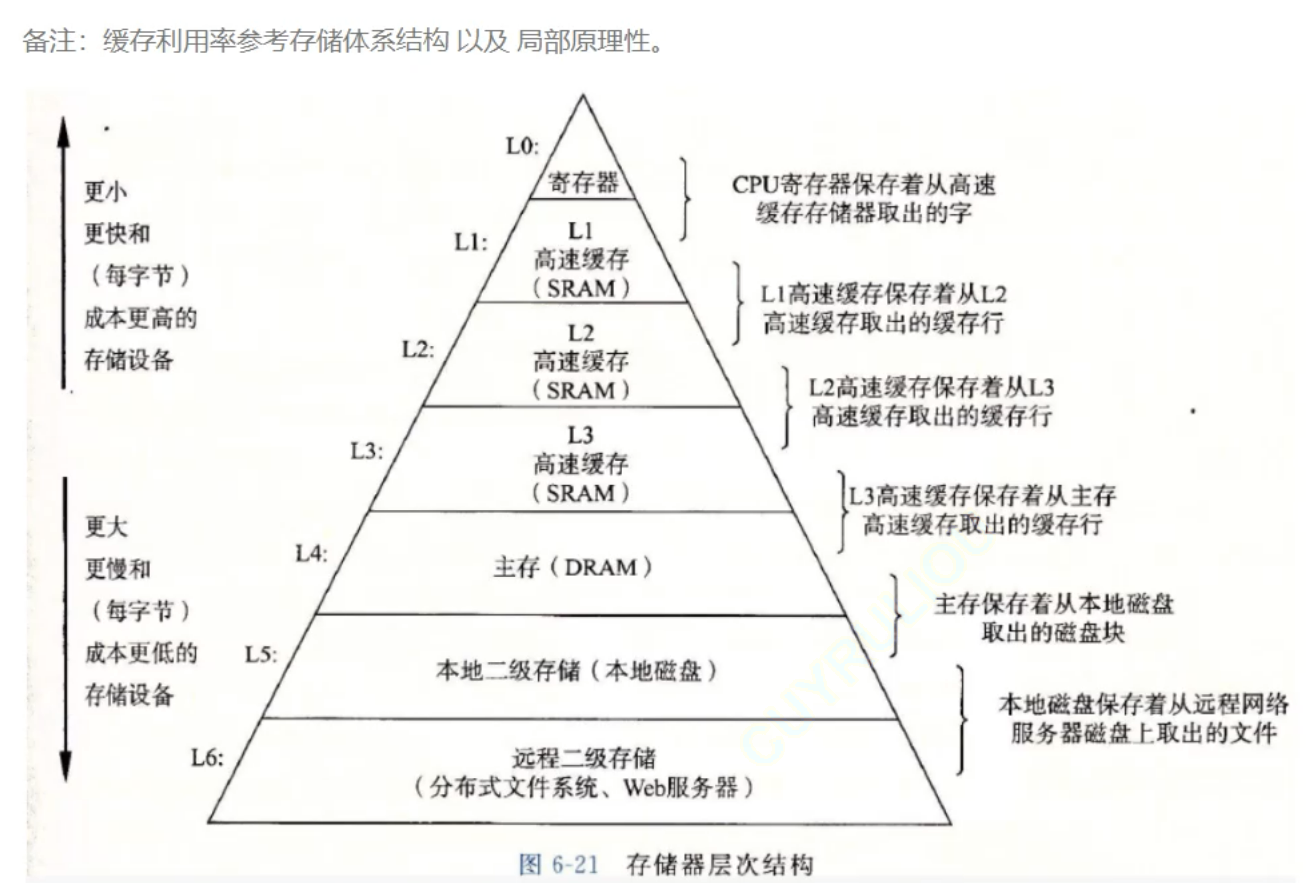 备注：缓存利用率参考存储体系结构 以及 局部原理性。
更小
更快和
（每字节）
成本更高的
存储设备
更大
更慢和
（每字节）
成本更低的
存储设备
L0:
寄存器
L1:
L1
高速缓存
（SRAM）
L2:
L2
高速缓存
（SRAM）
L3:
L3
高速缓存
（SRAM）
L4:
主存（DRAM）
L5:
本地二级存储（本地磁盘）
L6:
远程二级存储
（分布式文件系统、Web服务器）
CPU寄存器保存着从高速
缓存存储器取出的字
L1高速缓存保存着从L2
高速缓存取出的缓存行
L2高速缓存保存着从L3
高速缓存取出的缓存行
L3高速缓存保存着从主存
高速缓存取出的缓存行
主存保存着从本地磁盘
取出的磁盘块
本地磁盘保存着从远程网络
服务器磁盘上取出的文件
图 6-21 存储器层次结构